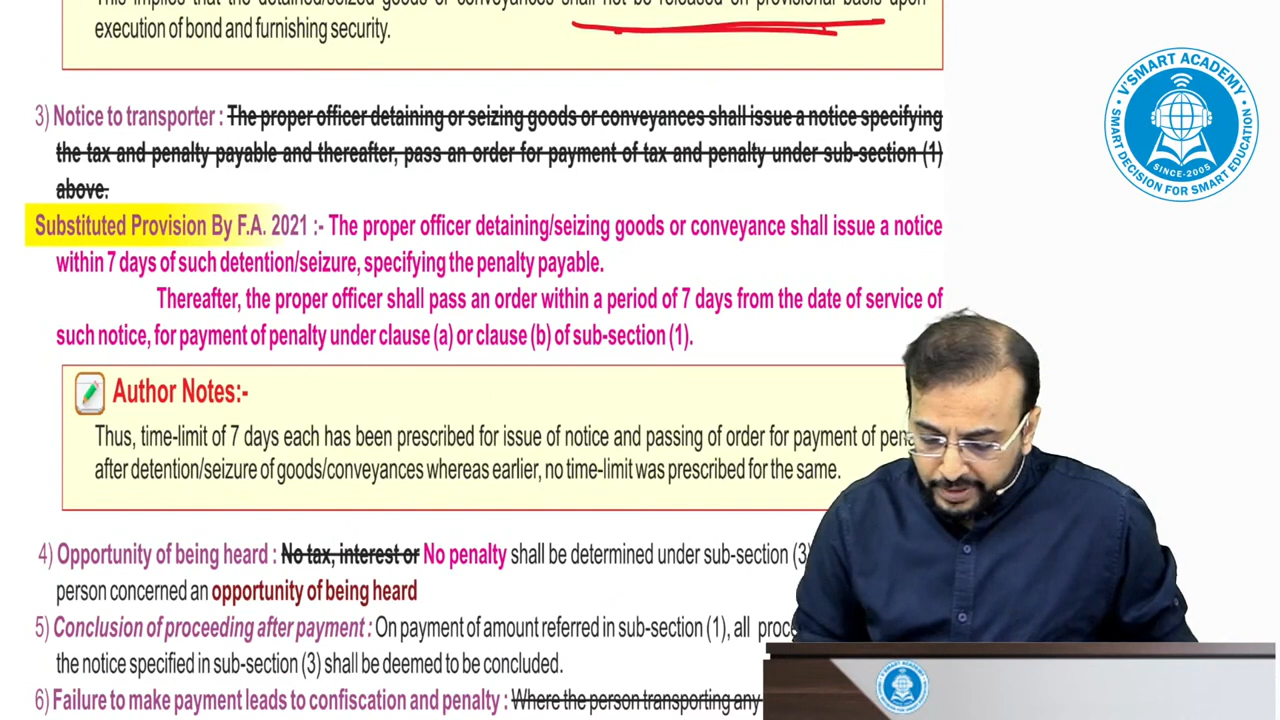 execution of bond and furnishing security.
3) Notice to transporter : The proper officer detaining or seizing goods or conveyances shall issue a notice specifying
the tax and penalty payable and thereafter, pass an order for payment of tax and penalty under sub-section (1)
above.
Substituted Provision By F.A. 2021 :- The proper officer detaining/seizing goods or conveyance shall issue a notice
within 7 days of such detention/seizure, specifying the penalty payable.
Thereafter, the proper officer shall pass an order within a period of 7 days from the date of service of
such notice, for payment of penalty under clause (a) or clause (b) of sub-section (1).
Author Notes:-
Thus, time-limit of 7 days each has been prescribed for issue of notice and passing of order for payment of
after detention/seizure of goods/conveyances whereas earlier, no time-limit was prescribed for the same.
4) Opportunity of being heard : No tax, interest or No penalty shall be determined under sub-section (3)
person concerned an opportunity of being heard
5) Conclusion of proceeding after payment : On payment of amount referred in sub-section (1), all
the notice specified in sub-section (3) shall be deemed to be concluded.
6) Failure to make payment leads to confiscation and penalty : Where the person transporting any
V'SMART ACADEMY
SINCE-2005
SMART DECISION FOR SMART EDUCATION